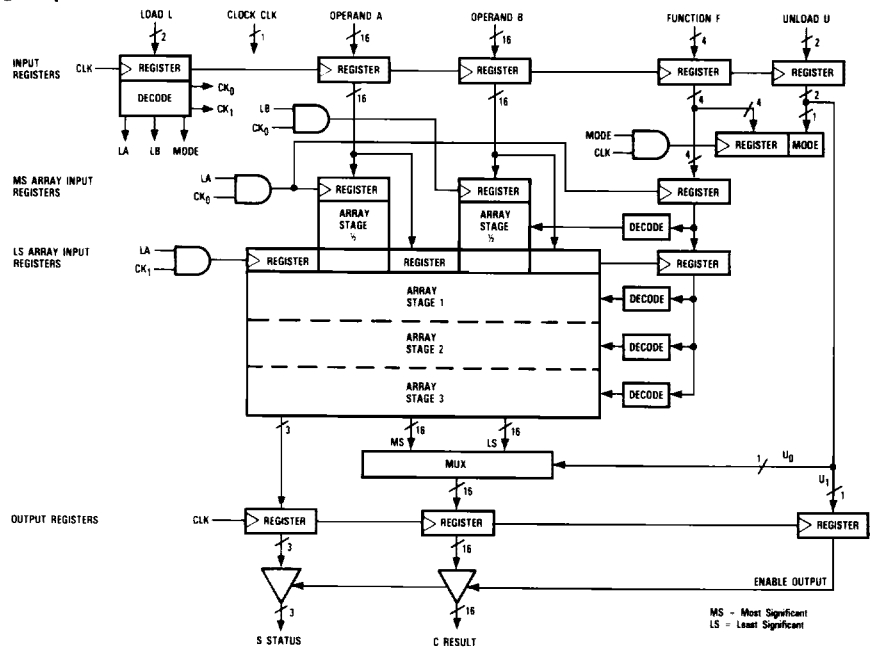 LOAD L CLOCK CLK OPERAND A OPERAND B FUNCTION F UNLOAD U
2 1 16 16 4 2
INPUT REGISTERS
CLK REGISTER REGISTER REGISTER REGISTER REGISTER
DECODE CK0
CK1
16 16 4 4 2
1
LA LB MODE
LB
CK0
MODE
CLK
REGISTER MODE
4
MS ARRAY INPUT REGISTERS
LA
CK0
REGISTER REGISTER REGISTER
ARRAY STAGE ½
ARRAY STAGE ½
DECODE
LS ARRAY INPUT REGISTERS
LA
CK1
REGISTER REGISTER REGISTER
ARRAY STAGE 1
DECODE
ARRAY STAGE 2
DECODE
ARRAY STAGE 3
DECODE
3 16 16
MS LS
MUX
1 U0
U1
1
16
OUTPUT REGISTERS
CLK REGISTER REGISTER REGISTER
3 16
ENABLE OUTPUT
3 16
S STATUS C RESULT
MS - Most Significant
LS = Least Significant